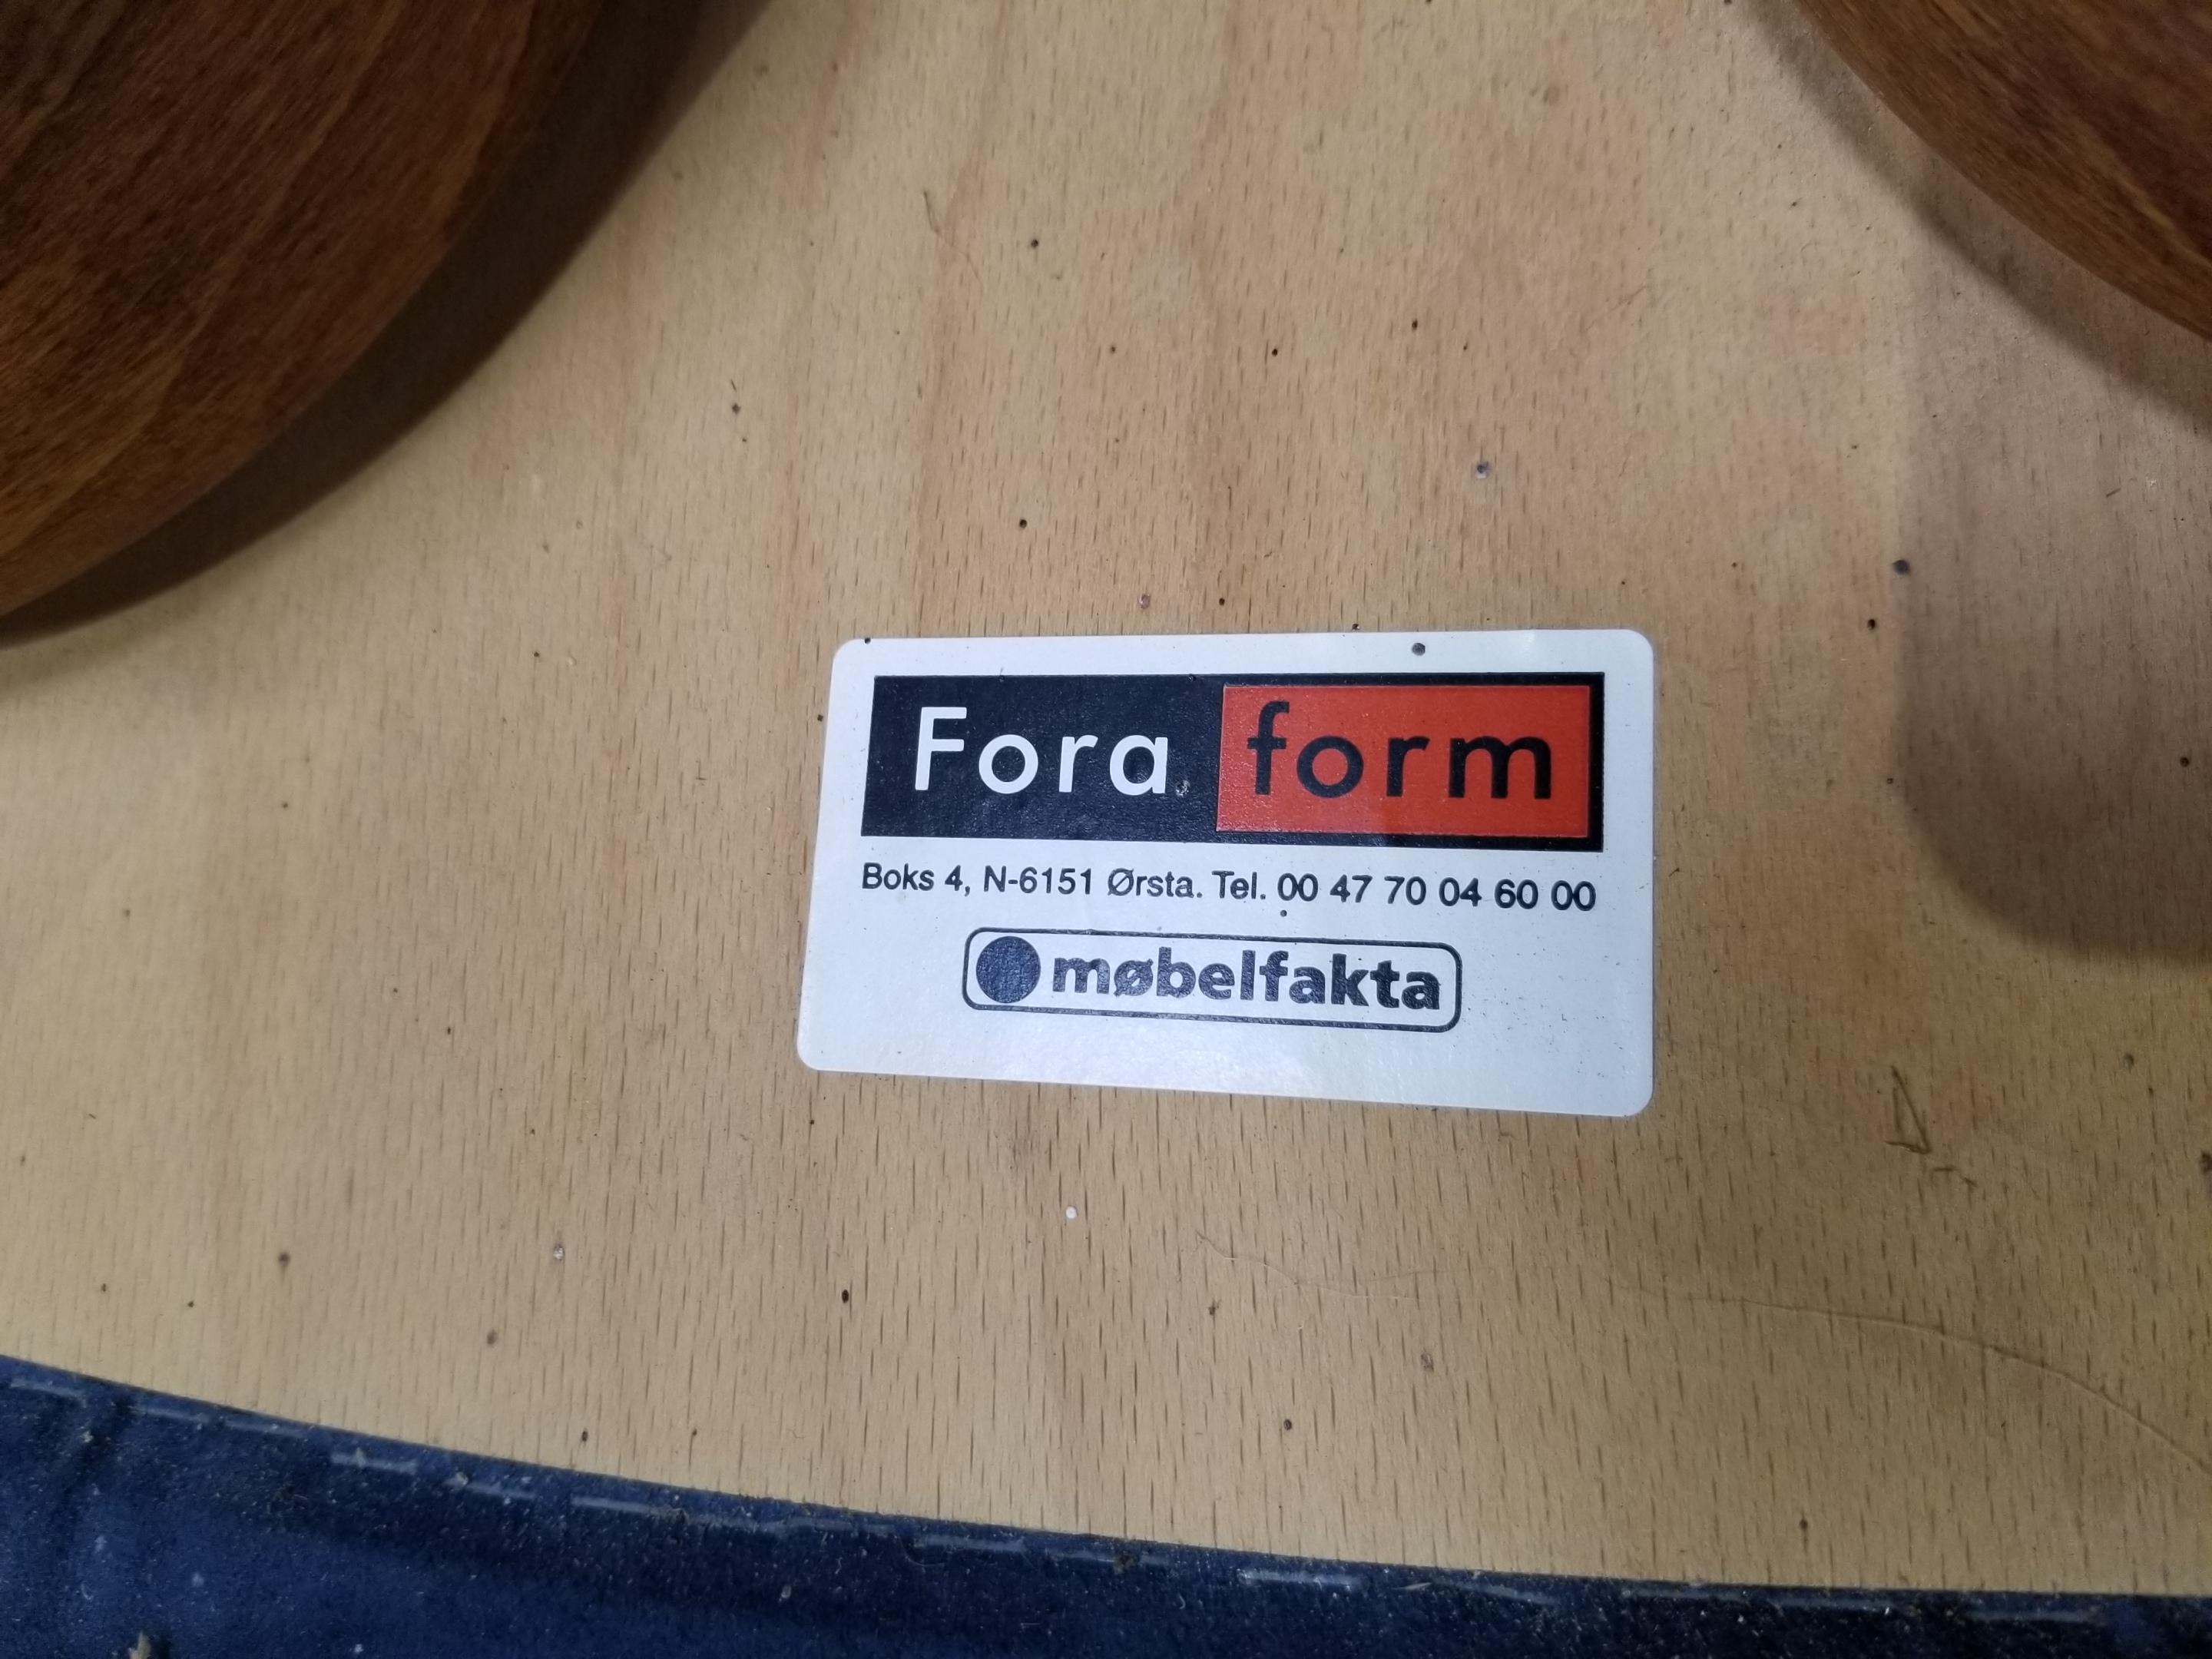 Fora form
Boks 4, N-6151 Ørsta. Tel. 00 47 70 04 60 00
møbelfakta